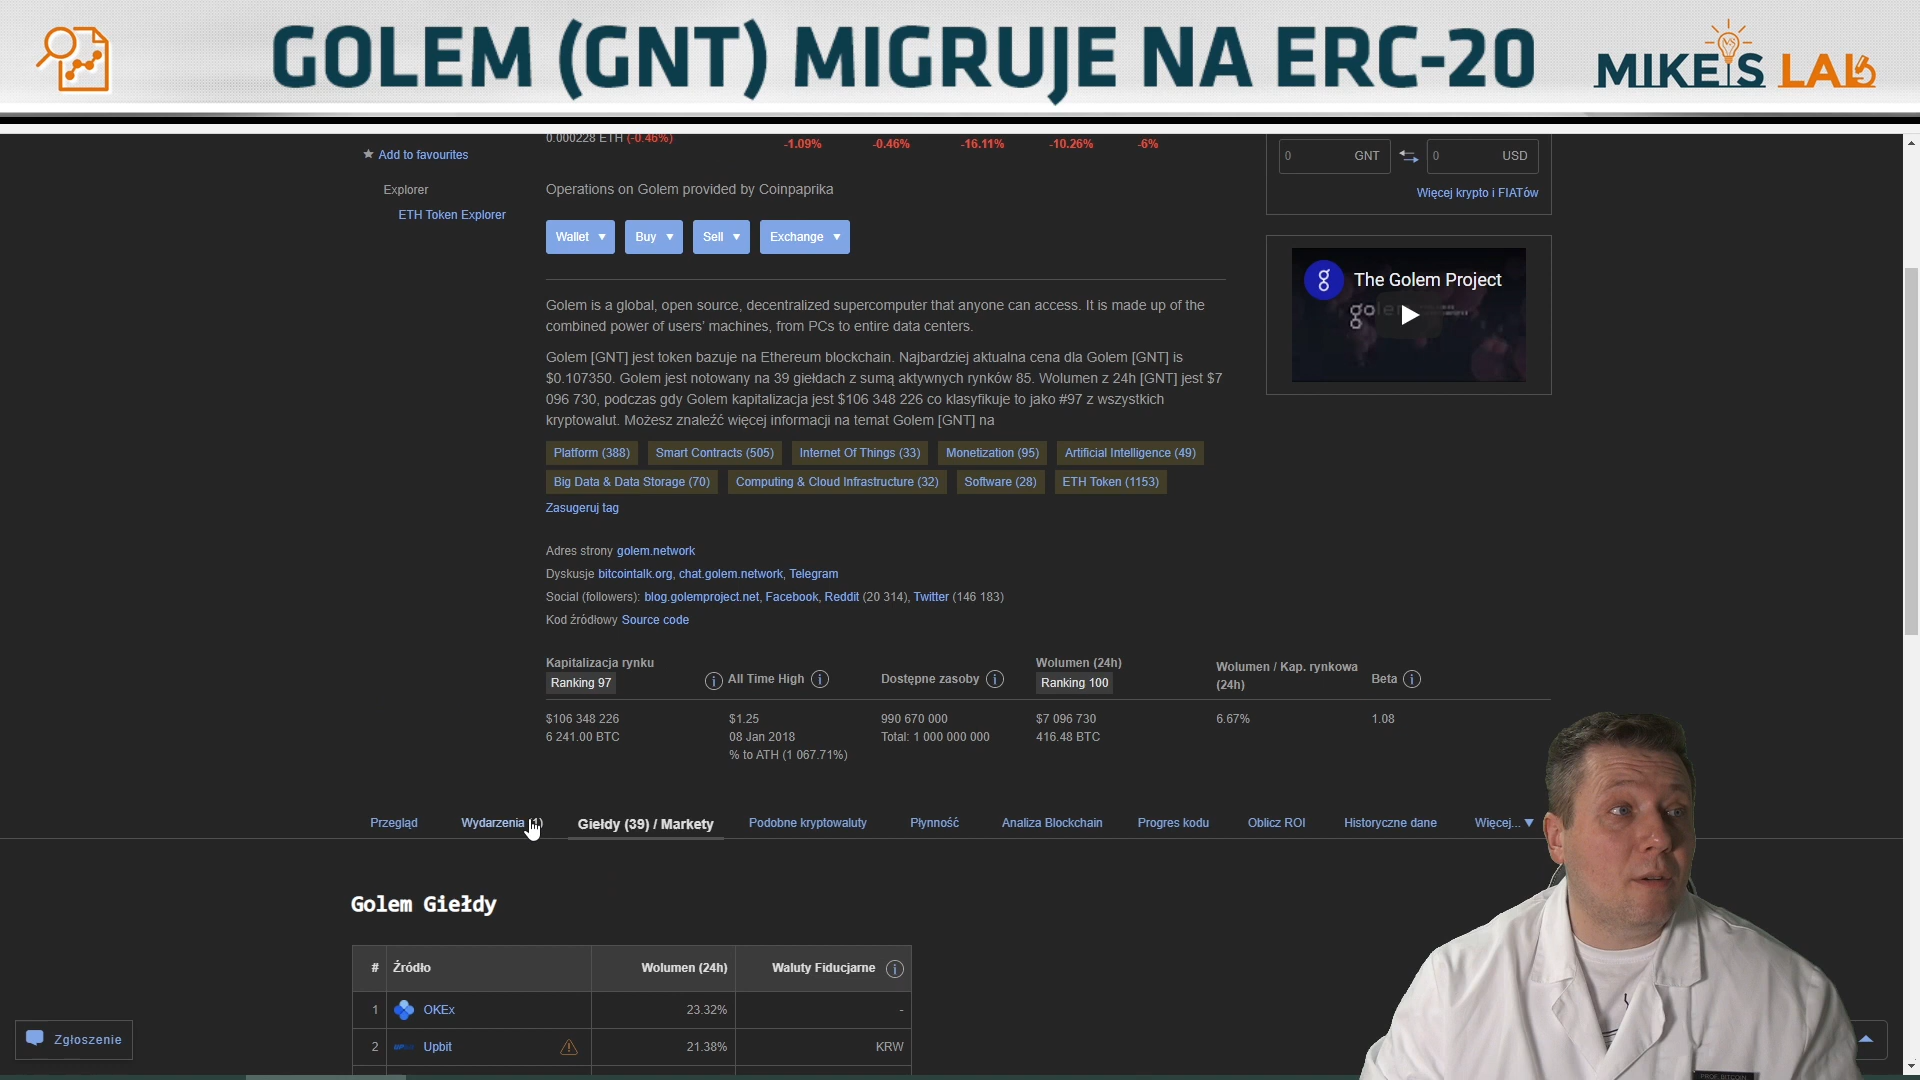 GOLEM (GNT) MIGRUJE NA ERC-20
MIKE'S LAB
0.000228 ETH (-0.46%)
-1.09% -0.46% -16.11% -10.26% -6%
0 GNT 0 USD
Więcej krypto i FIATów
Add to favourites
Explorer
ETH Token Explorer
Operations on Golem provided by Coinpaprika
Wallet Buy Sell Exchange
The Golem Project
golem
Golem is a global, open source, decentralized supercomputer that anyone can access. It is made up of the
combined power of users' machines, from PCs to entire data centers.
Golem [GNT] jest token bazuje na Ethereum blockchain. Najbardziej aktualna cena dla Golem [GNT] is
$0.107350. Golem jest notowany na 39 giełdach z sumą aktywnych rynków 85. Wolumen z 24h [GNT] jest $7
096 730, podczas gdy Golem kapitalizacja jest $106 348 226 co klasyfikuje to jako #97 z wszystkich
kryptowalut. Możesz znaleźć więcej informacji na temat Golem [GNT] na
Platform (388) Smart Contracts (505) Internet Of Things (33) Monetization (95) Artificial Intelligence (49)
Big Data & Data Storage (70) Computing & Cloud Infrastructure (32) Software (28) ETH Token (1153)
Zasugeruj tag
Adres strony golem.network
Dyskusje bitcointalk.org, chat.golem.network, Telegram
Social (followers): blog.golemproject.net, Facebook, Reddit (20 314), Twitter (146 183)
Kod źródłowy Source code
Kapitalizacja rynku
Ranking 97
All Time High
Dostępne zasoby
Wolumen (24h)
Ranking 100
Wolumen / Kap. rynkowa
(24h)
Beta
$106 348 226 $1.25 990 670 000 $7 096 730 6.67% 1.08
6 241.00 BTC 08 Jan 2018 Total: 1 000 000 000 416.48 BTC
% to ATH (1 067.71%)
Przegląd Wydarzenia Giełdy (39) / Markety Podobne kryptowaluty Płynność Analiza Blockchain Progres kodu Oblicz ROI Historyczne dane Więcej...
Golem Giełdy
# Źródło Wolumen (24h) Waluty Fiducjarne
1 OKEx 23.32% -
2 Upbit 21.38% KRW
Zgłoszenie
PROF. BITCOIN